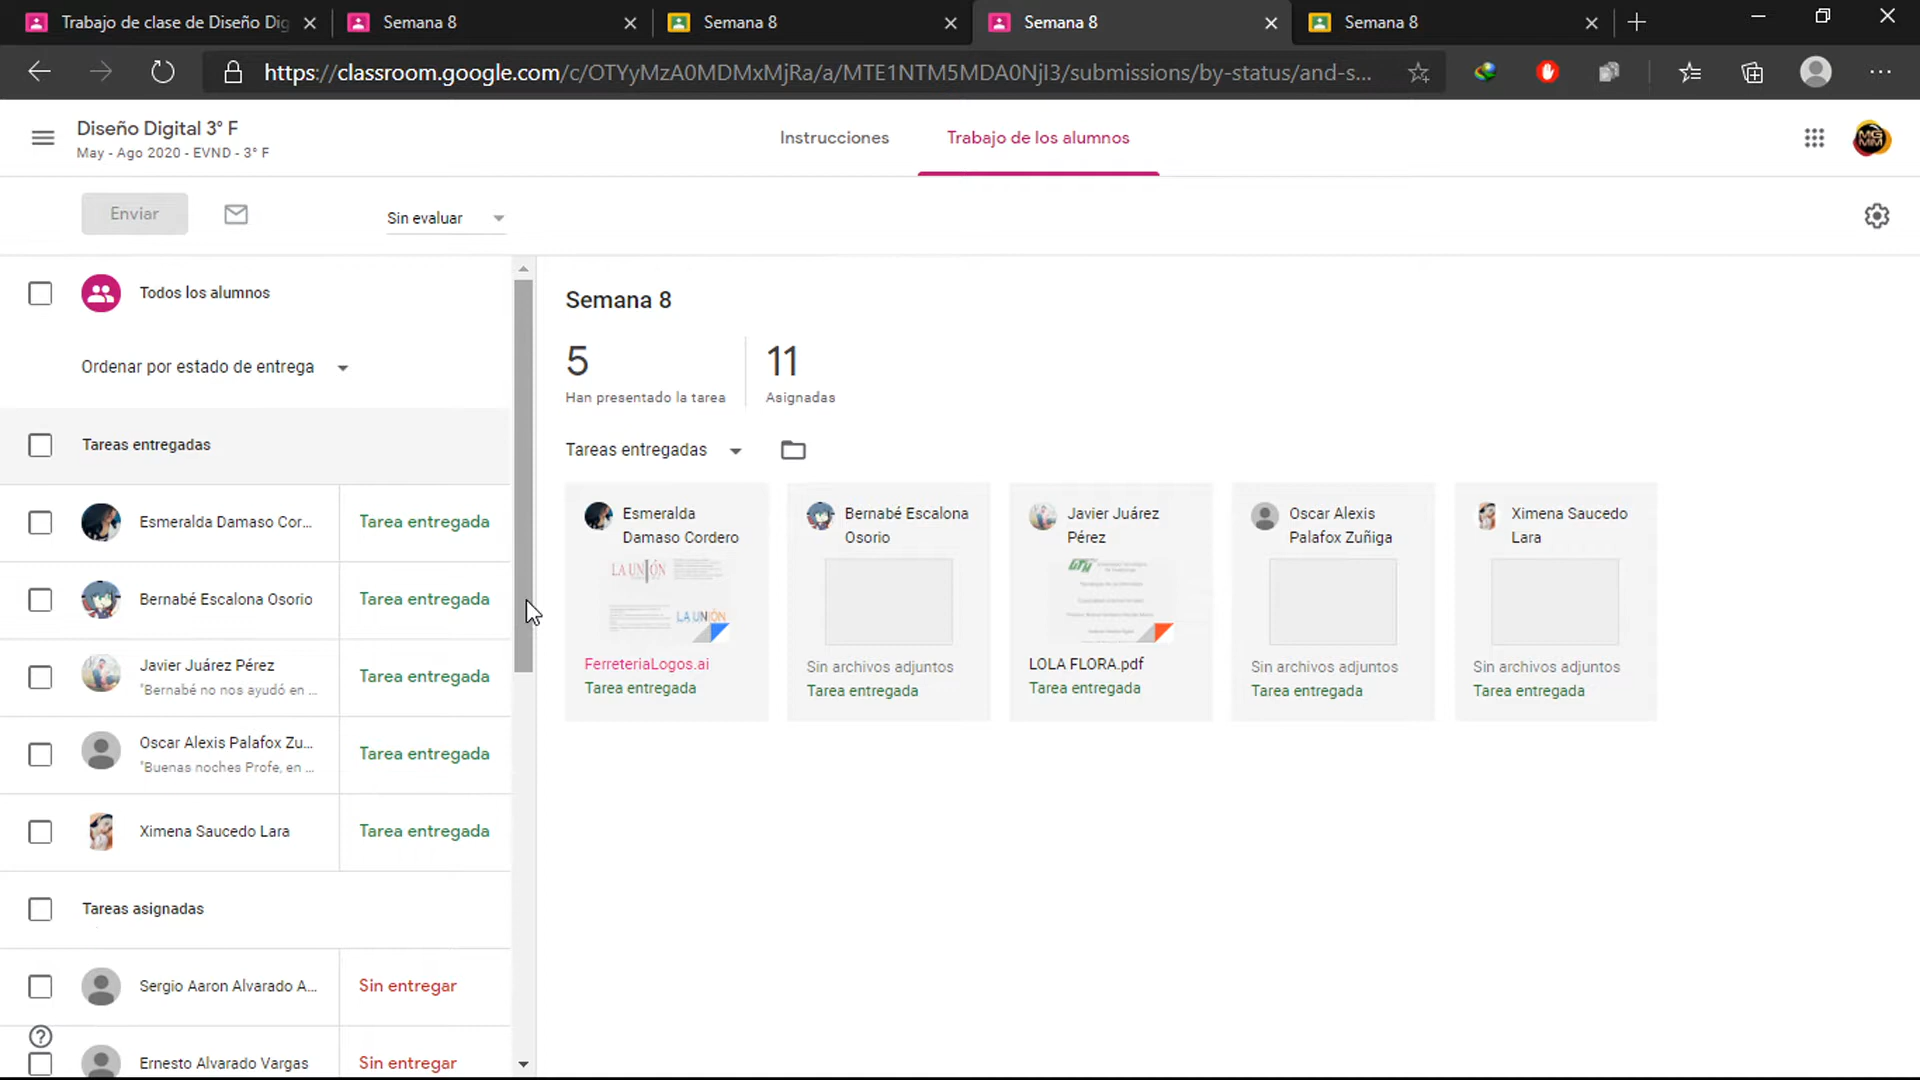 Trabajo de clase de Diseño Dig
Semana 8
Semana 8
Semana 8
Semana 8
https://classroom.google.com/c/OTYyMzA0MDMxMjRa/a/MTE1NTM5MDA0NjI3/submissions/by-status/and-s...
Diseño Digital 3° F
May - Ago 2020 - EVND - 3° F
Instrucciones
Trabajo de los alumnos
MG
MM
Enviar
Sin evaluar
Todos los alumnos
Ordenar por estado de entrega
Tareas entregadas
Esmeralda Damaso Cor...
Tarea entregada
Bernabé Escalona Osorio
Tarea entregada
Javier Juárez Pérez
"Bernabé no nos ayudó en ...
Tarea entregada
Oscar Alexis Palafox Zu...
"Buenas noches Profe, en ...
Tarea entregada
Ximena Saucedo Lara
Tarea entregada
Tareas asignadas
Sergio Aaron Alvarado A...
Sin entregar
Ernesto Alvarado Vargas
Sin entregar
Semana 8
5
Han presentado la tarea
11
Asignadas
Tareas entregadas
Esmeralda
Damaso Cordero
LA UNIÓN
LA UNIÓN
FerreteriaLogos.ai
Tarea entregada
Bernabé Escalona
Osorio
Sin archivos adjuntos
Tarea entregada
Javier Juárez
Pérez
LOLA FLORA.pdf
Tarea entregada
Oscar Alexis
Palafox Zuñiga
Sin archivos adjuntos
Tarea entregada
Ximena Saucedo
Lara
Sin archivos adjuntos
Tarea entregada